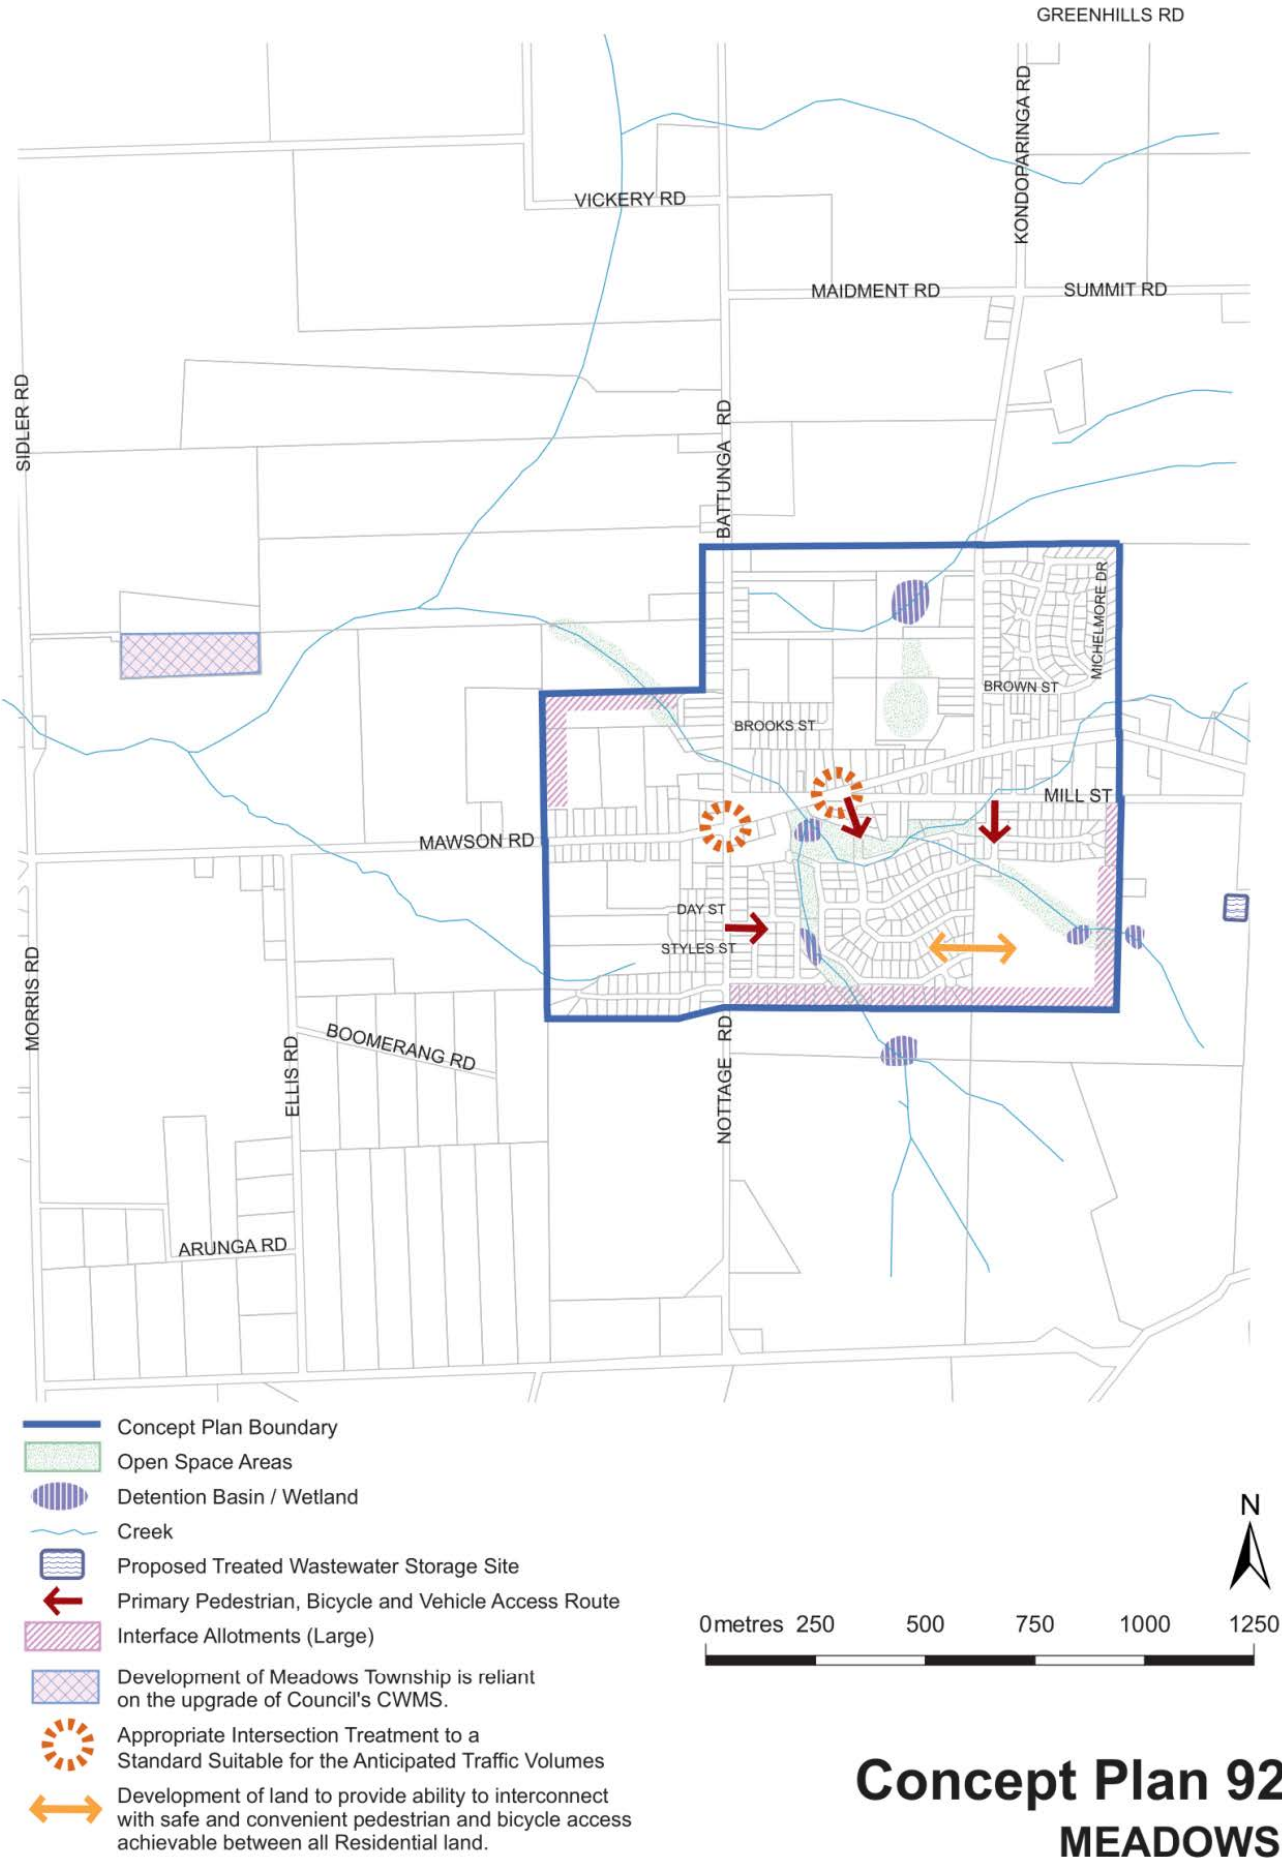 GREENHILLS RD
KONDOPARINGA RD
VICKERY RD
MAIDMENT RD
SUMMIT RD
SIDLER RD
BATTUNGA RD
MICHELMORE DR
BROWN ST
BROOKS ST
MILL ST
MAWSON RD
DAY ST
STYLES ST
MORRIS RD
BOOMERANG RD
ELLIS RD
NOTTAGE RD
ARUNGA RD
Concept Plan Boundary
Open Space Areas
Detention Basin / Wetland
Creek
Proposed Treated Wastewater Storage Site
Primary Pedestrian, Bicycle and Vehicle Access Route
Interface Allotments (Large)
Development of Meadows Township is reliant
on the upgrade of Council's CWMS.
Appropriate Intersection Treatment to a
Standard Suitable for the Anticipated Traffic Volumes
Development of land to provide ability to interconnect
with safe and convenient pedestrian and bicycle access
achievable between all Residential land.
N
0 metres 250 500 750 1000 1250
Concept Plan 92
MEADOWS